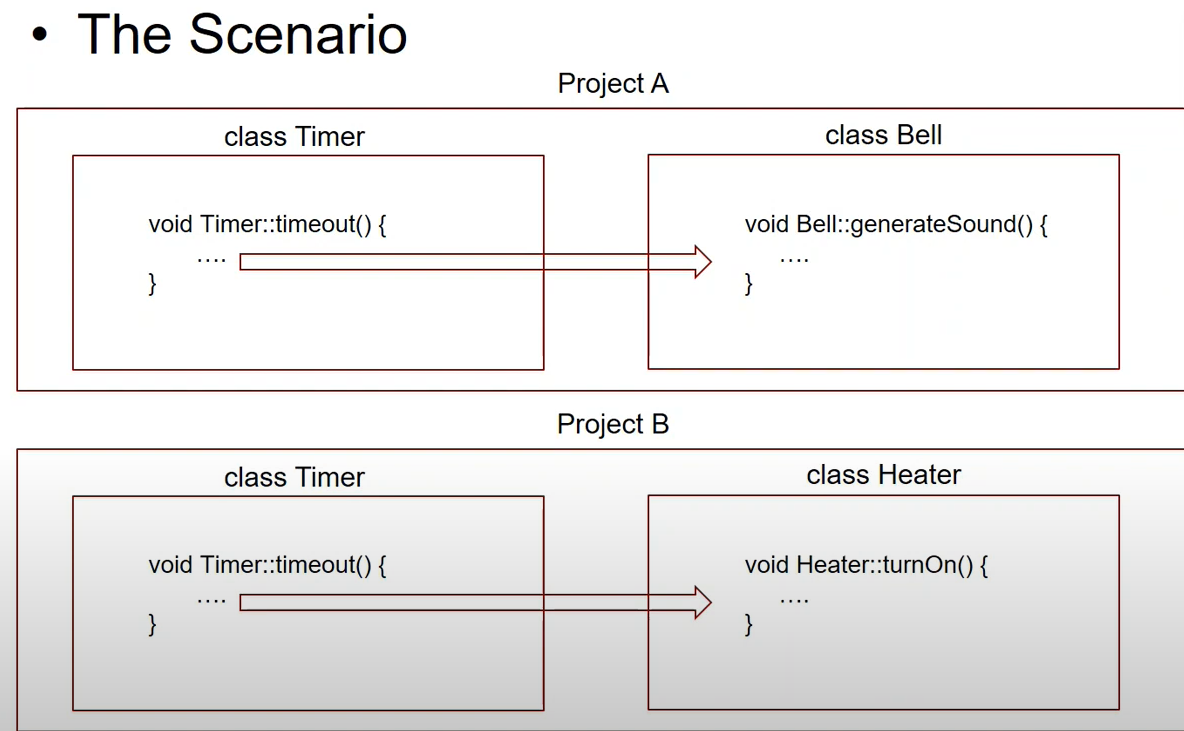 • The Scenario
Project A
class Timer
class Bell
void Timer::timeout() {
....
}
void Bell::generateSound() {
....
}
Project B
class Timer
class Heater
void Timer::timeout() {
....
}
void Heater::turnOn() {
....
}